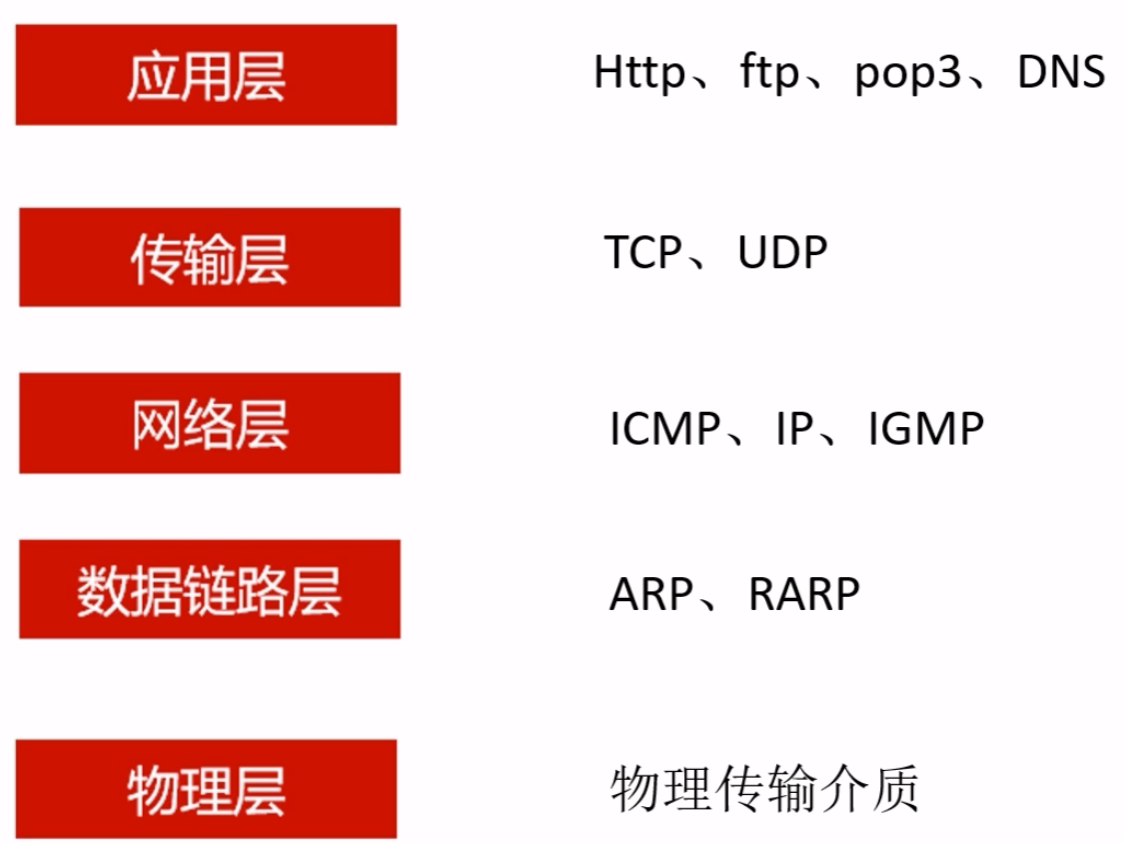 应用层 Http、ftp、pop3、DNS
传输层 TCP、UDP
网络层 ICMP、IP、IGMP
数据链路层 ARP、RARP
物理层 物理传输介质